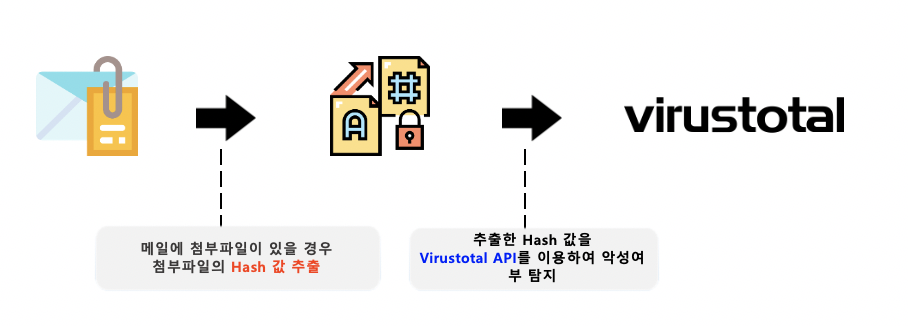 virustotal
메일에 첨부파일이 있을 경우
첨부파일의 Hash 값 추출
추출한 Hash 값을
Virustotal API를 이용하여 악성여
부 탐지